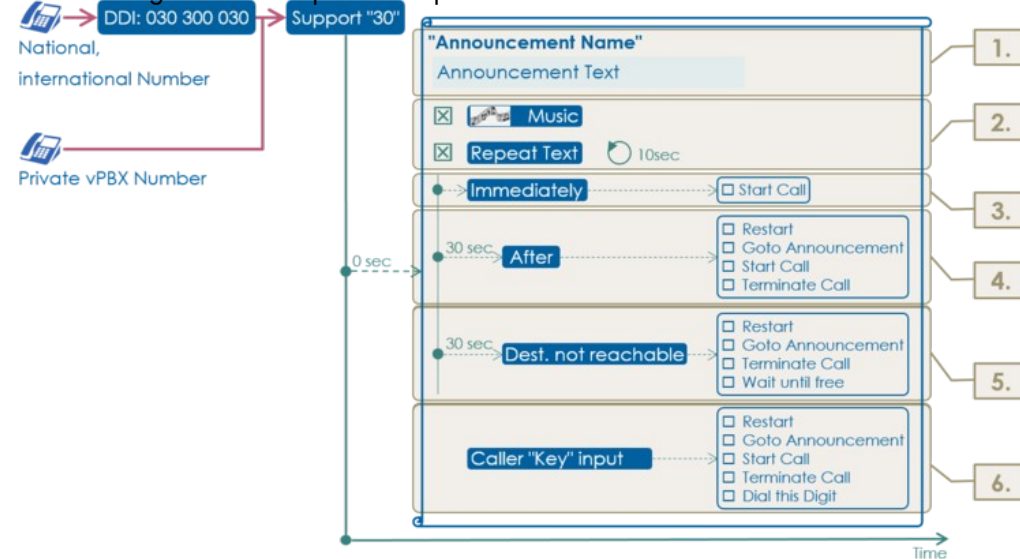 DDI: 030 300 030
Support "30"
National,
international Number
Private vPBX Number
"Announcement Name"
Announcement Text
1.
Music
Repeat Text
10sec
2.
Immediately
Start Call
3.
0 sec
30 sec
After
Restart
Goto Announcement
Start Call
Terminate Call
4.
30 sec
Dest. not reachable
Restart
Goto Announcement
Terminate Call
Wait until free
5.
Caller "Key" input
Restart
Goto Announcement
Start Call
Terminate Call
Dial this Digit
6.
Time